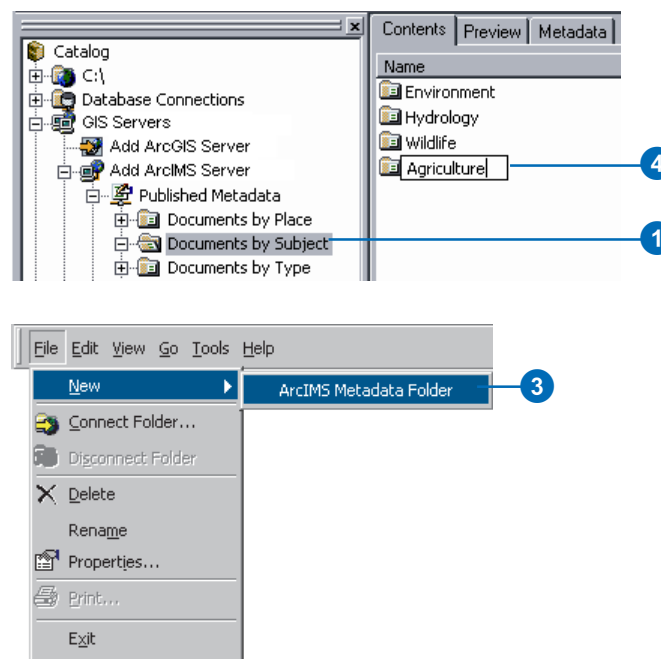 Catalog
C:\
Database Connections
GIS Servers
Add ArcGIS Server
Add ArcIMS Server
Published Metadata
Documents by Place
Documents by Subject
Documents by Type
Contents Preview Metadata
Name
Environment
Hydrology
Wildlife
Agriculture
4
1
File Edit View Go Tools Help
New
ArcIMS Metadata Folder
3
Connect Folder...
Disconnect Folder
Delete
Rename
Properties...
Print...
Exit